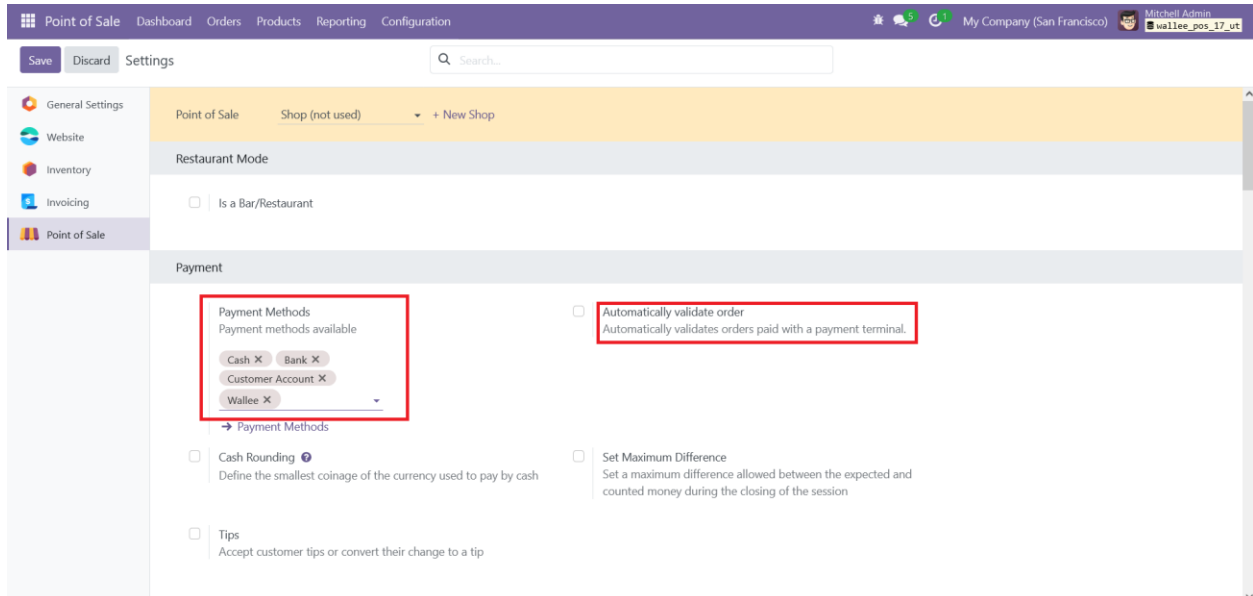 Point of Sale Dashboard Orders Products Reporting Configuration 5 1 My Company (San Francisco) Mitchell Admin
wallee_pos_17_ut
Save Discard Settings Search...
General Settings
Website
Inventory
Invoicing
Point of Sale
Point of Sale Shop (not used) + New Shop
Restaurant Mode
Is a Bar/Restaurant
Payment
Payment Methods
Payment methods available
Cash Bank
Customer Account
Wallee
Payment Methods
Automatically validate order
Automatically validates orders paid with a payment terminal.
Cash Rounding ?
Define the smallest coinage of the currency used to pay by cash
Set Maximum Difference
Set a maximum difference allowed between the expected and
counted money during the closing of the session
Tips
Accept customer tips or convert their change to a tip